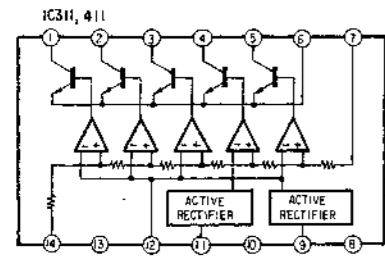 IC311, 411
1 2 3 4 5 6 7
- + - + - + - + - +
ACTIVE RECTIFIER
ACTIVE RECTIFIER
14 13 12 11 10 9 8